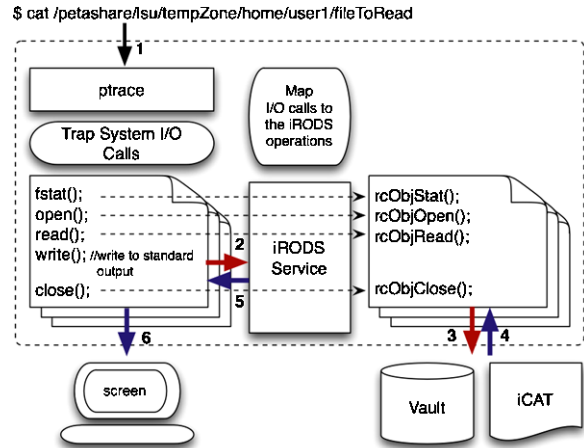 $ cat /petashare/lsu/tempZone/home/user1/fileToRead
1
ptrace
Map
I/O calls to
the iRODS
operations
Trap System I/O
Calls
fstat();
open();
read();
write(); //write to standard
output
close();
2
iRODS
Service
5
rcObjStat();
rcObjOpen();
rcObjRead();
rcObjClose();
6
3
4
screen
Vault
iCAT